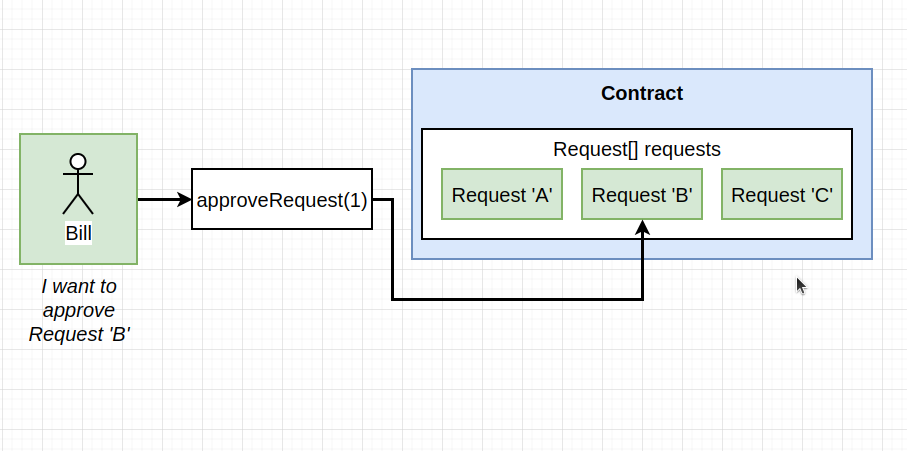 Contract
Request[] requests
Request 'A'
Request 'B'
Request 'C'
approveRequest(1)
Bill
I want to
approve
Request 'B'